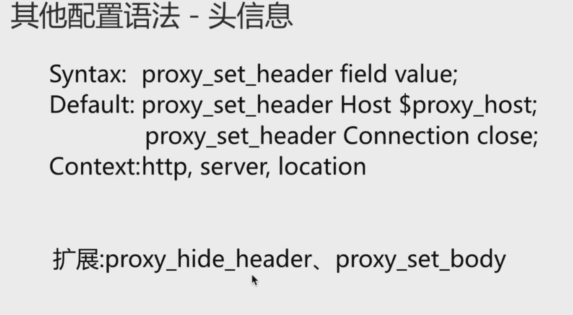 其他配置语法 - 头信息
Syntax: proxy_set_header field value;
Default: proxy_set_header Host $proxy_host;
proxy_set_header Connection close;
Context:http, server, location
扩展:proxy_hide_header、proxy_set_body